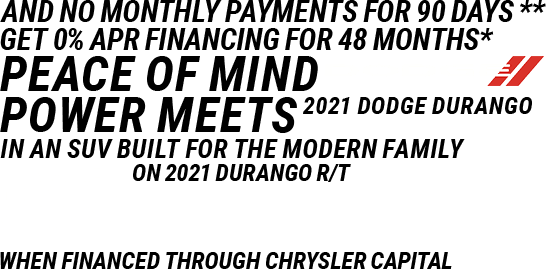 AND NO MONTHLY PAYMENTS FOR 90 DAYS **
GET 0% APR FINANCING FOR 48 MONTHS*
PEACE OF MIND
POWER MEETS
2021 DODGE DURANGO
IN AN SUV BUILT FOR THE MODERN FAMILY
ON 2021 DURANGO R/T
WHEN FINANCED THROUGH CHRYSLER CAPITAL